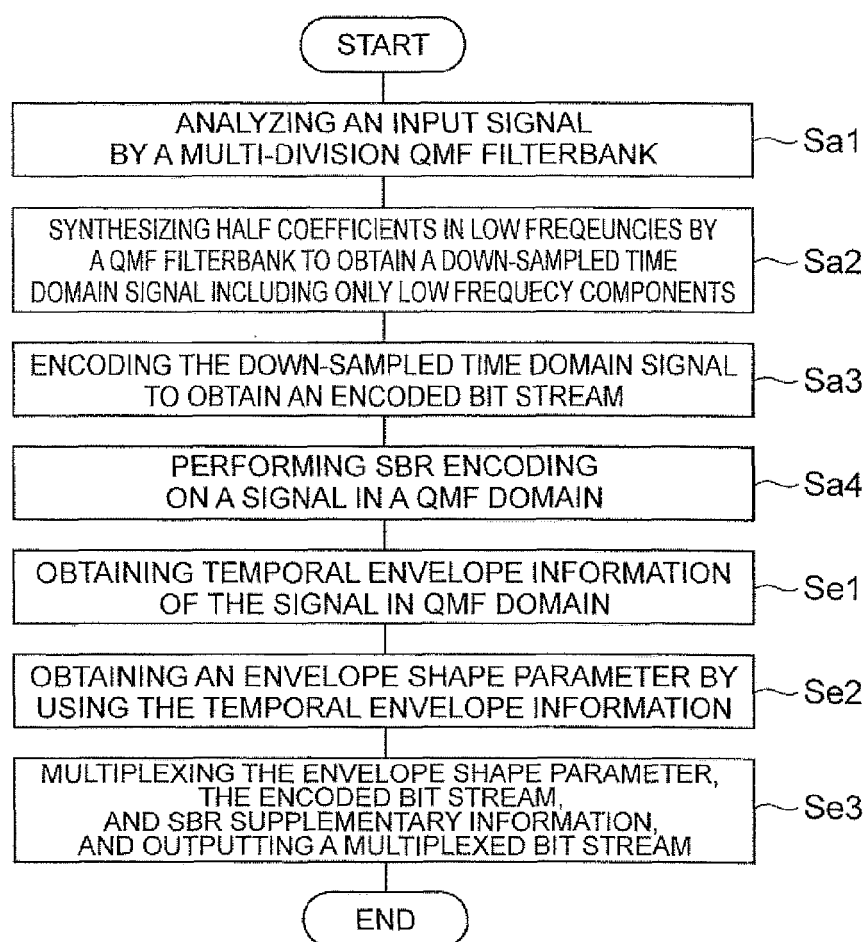 START
ANALYZING AN INPUT SIGNAL
BY A MULTI-DIVISION QMF FILTERBANK
Sa1
SYNTHESIZING HALF COEFFICIENTS IN LOW FREQEUNCIES BY
A QMF FILTERBANK TO OBTAIN A DOWN-SAMPLED TIME
DOMAIN SIGNAL INCLUDING ONLY LOW FREQUECY COMPONENTS
Sa2
ENCODING THE DOWN-SAMPLED TIME DOMAIN SIGNAL
TO OBTAIN AN ENCODED BIT STREAM
Sa3
PERFORMING SBR ENCODING
ON A SIGNAL IN A QMF DOMAIN
Sa4
OBTAINING TEMPORAL ENVELOPE INFORMATION
OF THE SIGNAL IN QMF DOMAIN
Se1
OBTAINING AN ENVELOPE SHAPE PARAMETER BY
USING THE TEMPORAL ENVELOPE INFORMATION
Se2
MULTIPLEXING THE ENVELOPE SHAPE PARAMETER,
THE ENCODED BIT STREAM,
AND SBR SUPPLEMENTARY INFORMATION,
AND OUTPUTTING A MULTIPLEXED BIT STREAM
Se3
END